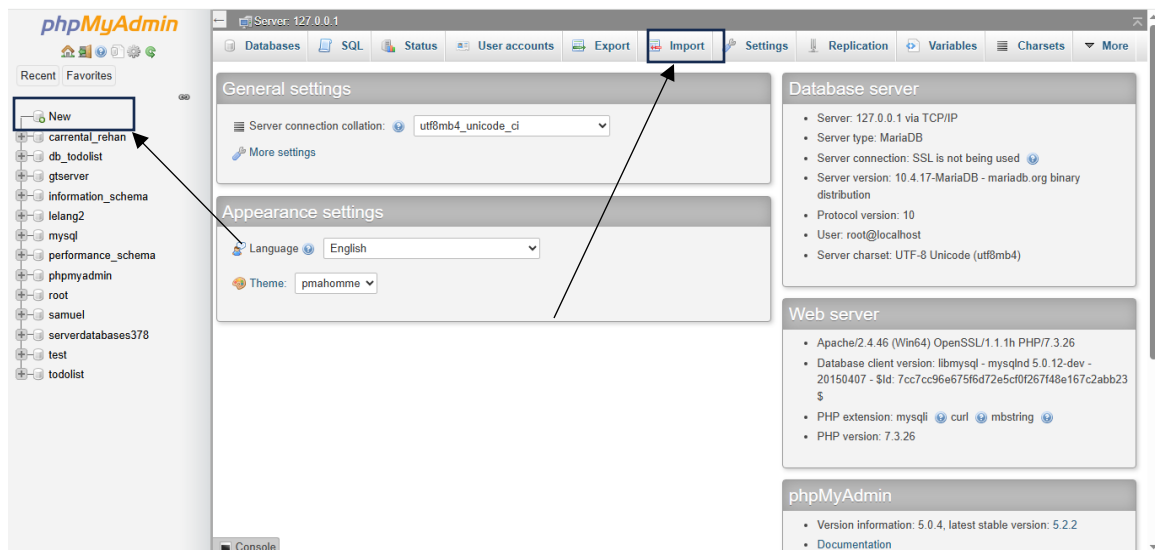 phpMyAdmin
Recent Favorites
New
carrental_rehan
db_todolist
gtserver
information_schema
lelang2
mysql
performance_schema
phpmyadmin
root
samuel
serverdatabases378
test
todolist
Server: 127.0.0.1
Databases SQL Status User accounts Export Import Settings Replication Variables Charsets More
General settings
Server connection collation: utf8mb4_unicode_ci
More settings
Appearance settings
Language English
Theme: pmahomme
Console
Database server
Server: 127.0.0.1 via TCP/IP
Server type: MariaDB
Server connection: SSL is not being used
Server version: 10.4.17-MariaDB - mariadb.org binary
distribution
Protocol version: 10
User: root@localhost
Server charset: UTF-8 Unicode (utf8mb4)
Web server
Apache/2.4.46 (Win64) OpenSSL/1.1.1h PHP/7.3.26
Database client version: libmysql - mysqlnd 5.0.12-dev -
20150407 - $Id: 7cc7cc96e675f6d72e5cf0f267f48e167c2abb23
$
PHP extension: mysqli curl mbstring
PHP version: 7.3.26
phpMyAdmin
Version information: 5.0.4, latest stable version: 5.2.2
Documentation